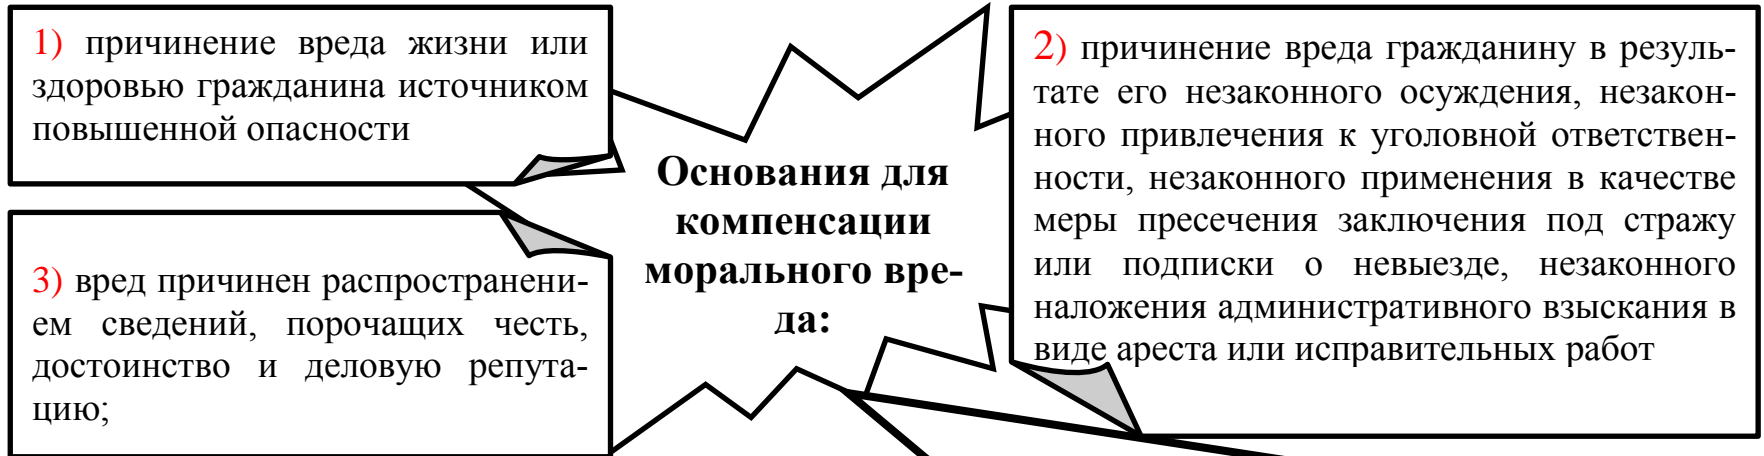 1) причинение вреда жизни или
здоровью гражданина источником
повышенной опасности
Основания для
компенсации
морального вре-
да:
2) причинение вреда гражданину в резуль-
тате его незаконного осуждения, незакон-
ного привлечения к уголовной ответствен-
ности, незаконного применения в качестве
меры пресечения заключения под стражу
или подписки о невыезде, незаконного
наложения административного взыскания в
виде ареста или исправительных работ
3) вред причинен распространени-
ем сведений, порочащих честь,
достоинство и деловую репута-
цию;